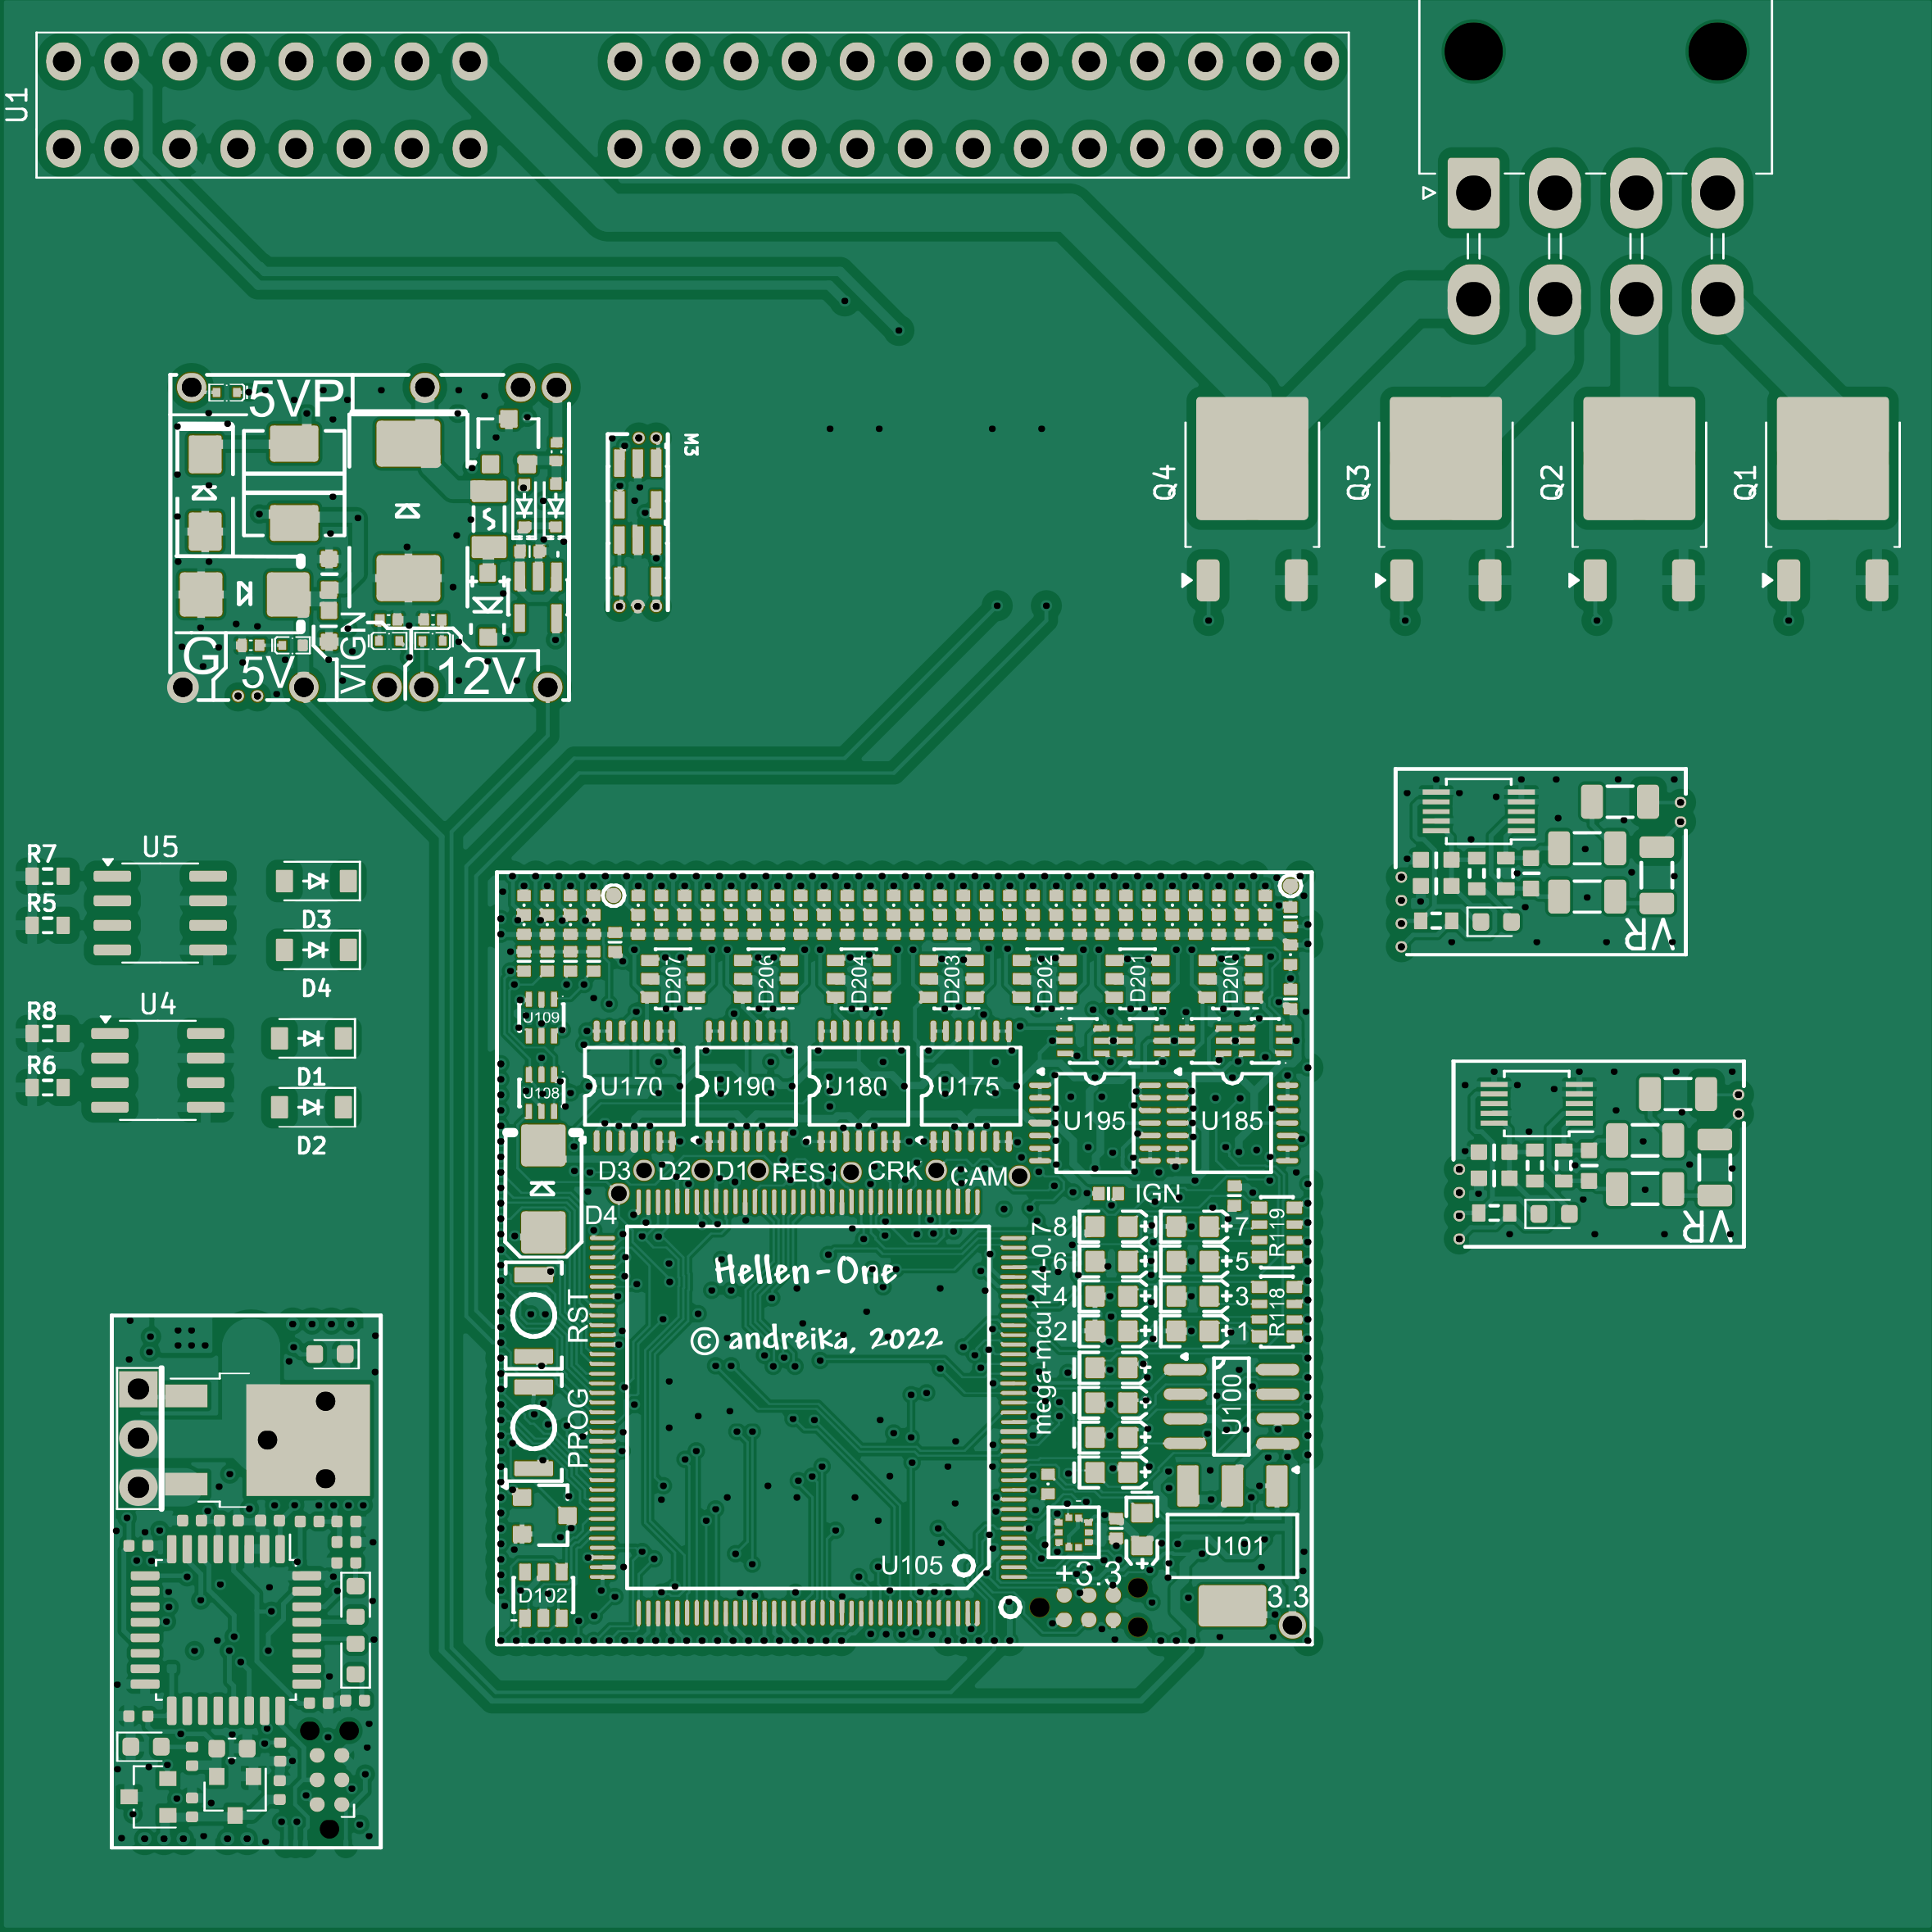 U1
5VP
M3
Q4
Q3
Q2
Q1
G
5V
VIGN
12V
R7
U5
R5
D3
D4
R8
U4
R6
D1
D2
VR
VR
D207
D206
D204
D203
D202
D201
D200
J109
J108
U170
U190
U180
U175
U195
U185
D3
D2
D1
RES1
CRK
CAM
D4
IGN
8
7
6
5
4
3
2
1
R119
R118
mega-mcu144-0.7
Hellen-One
© andreika, 2022
RST
PROG
U100
U101
U105
D102
+3.3
3.3